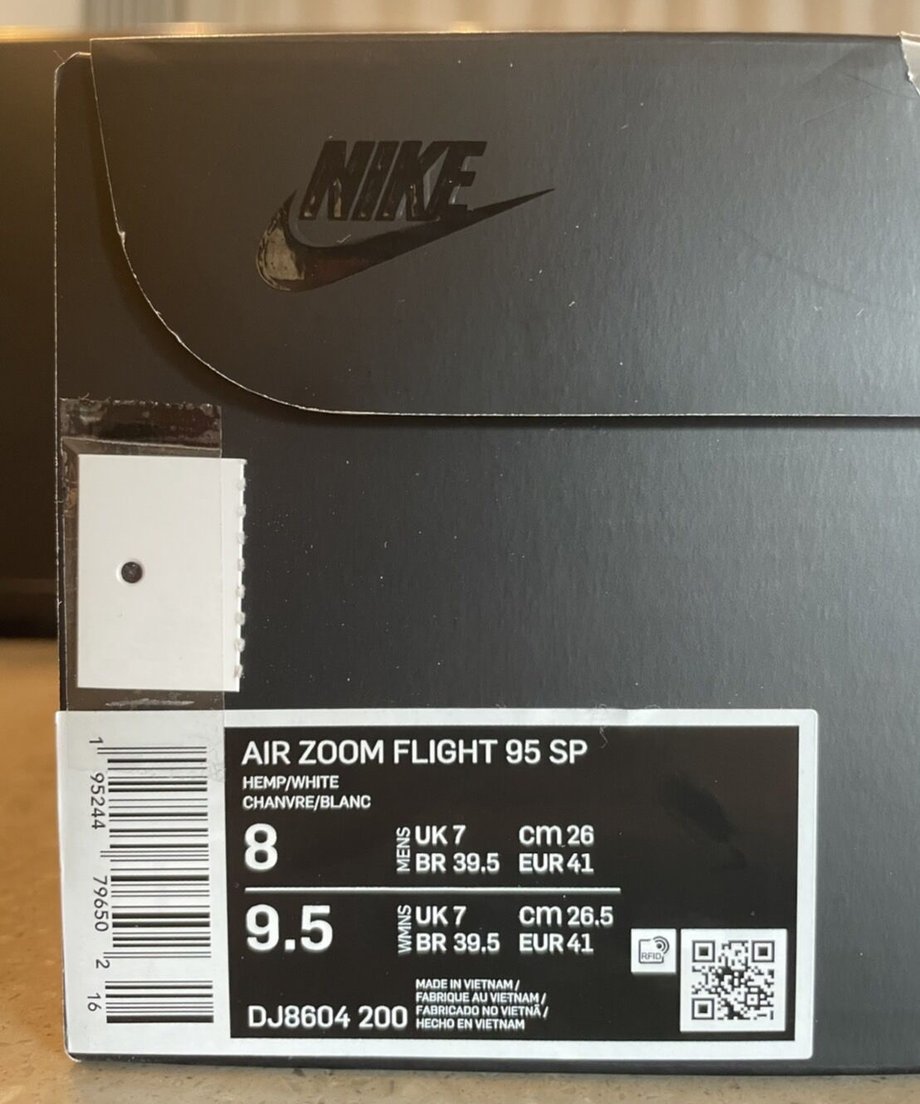 NIKE
AIR ZOOM FLIGHT 95 SP
HEMP/WHITE
CHANVRE/BLANC
8
MENS
UK 7 cm 26
BR 39.5 EUR 41
9.5
WMNS
UK 7 cm 26.5
BR 39.5 EUR 41
RFID
DJ8604 200
MADE IN VIETNAM /
FABRIQUE AU VIETNAM /
FABRICADO NO VIETNÃ /
HECHO EN VIETNAM
1 95244 79650 2 16